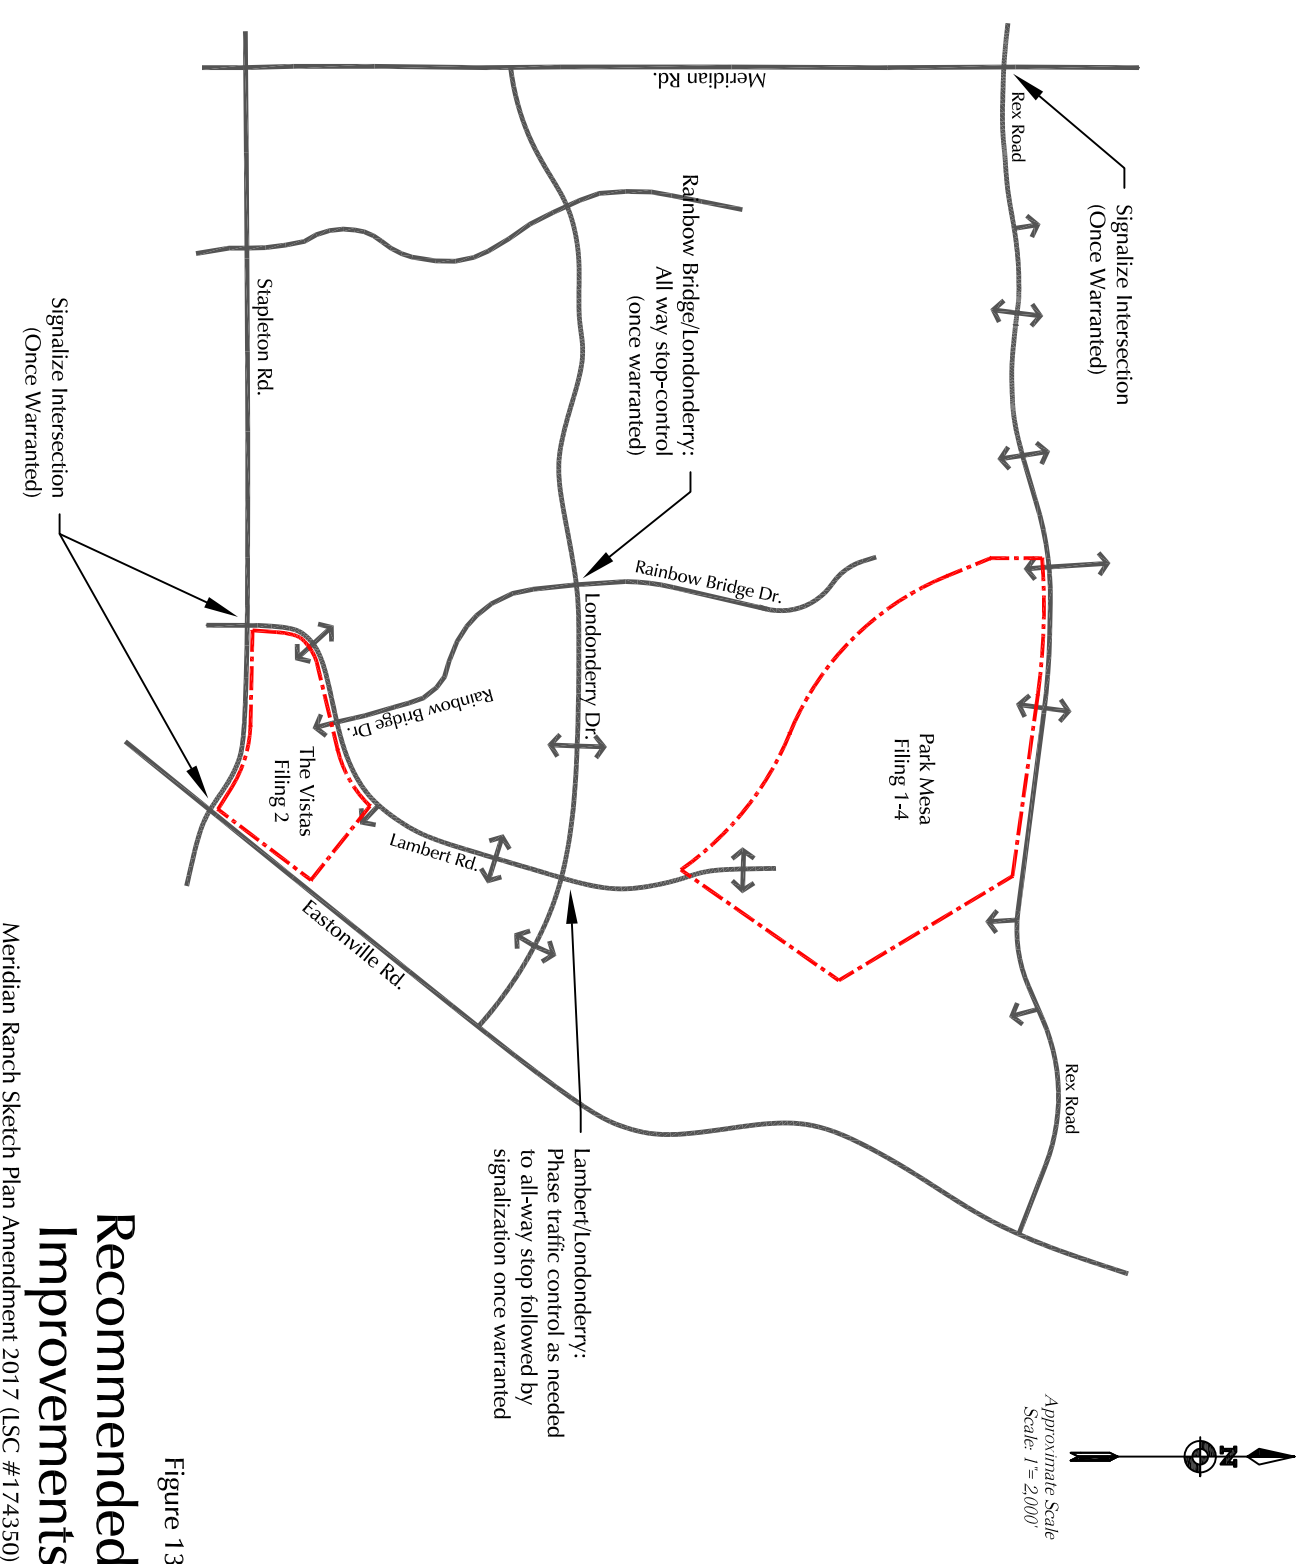 Meridian Rd.
Rex Road
Signalize Intersection
(Once Warranted)
Rainbow Bridge/Londonderry:
All way stop-control
(once warranted)
Stapleton Rd.
Signalize Intersection
(Once Warranted)
Rainbow Bridge Dr.
Londonderry Dr.
Rainbow Bridge Dr.
Park Mesa
Filing 1-4
The Vistas
Filing 2
Lambert Rd.
Eastonville Rd.
Rex Road
Lambert/Londonderry:
Phase traffic control as needed
to all-way stop followed by
signalization once warranted
N
Approximate Scale
Scale: 1"= 2,000'
Figure 13
Recommended
Improvements
Meridian Ranch Sketch Plan Amendment 2017 (LSC #174350)